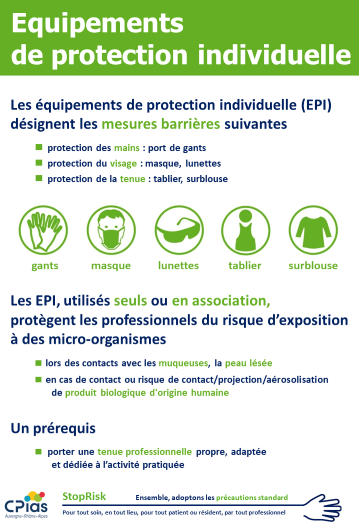 Equipements
de protection individuelle
Les équipements de protection individuelle (EPI)
désignent les mesures barrières suivantes
protection des mains : port de gants
protection du visage : masque, lunettes
protection de la tenue : tablier, surblouse
gants masque lunettes tablier surblouse
Les EPI, utilisés seuls ou en association,
protègent les professionnels du risque d'exposition
à des micro-organismes
lors des contacts avec les muqueuses, la peau lésée
en cas de contact ou risque de contact/projection/aérosolisation
de produit biologique d'origine humaine
Un prérequis
porter une tenue professionnelle propre, adaptée
et dédiée à l'activité pratiquée
CPias
Auvergne-Rhône-Alpes
StopRisk
Ensemble, adoptons les précautions standard
Pour tout soin, en tout lieu, pour tout patient ou résident, par tout professionnel